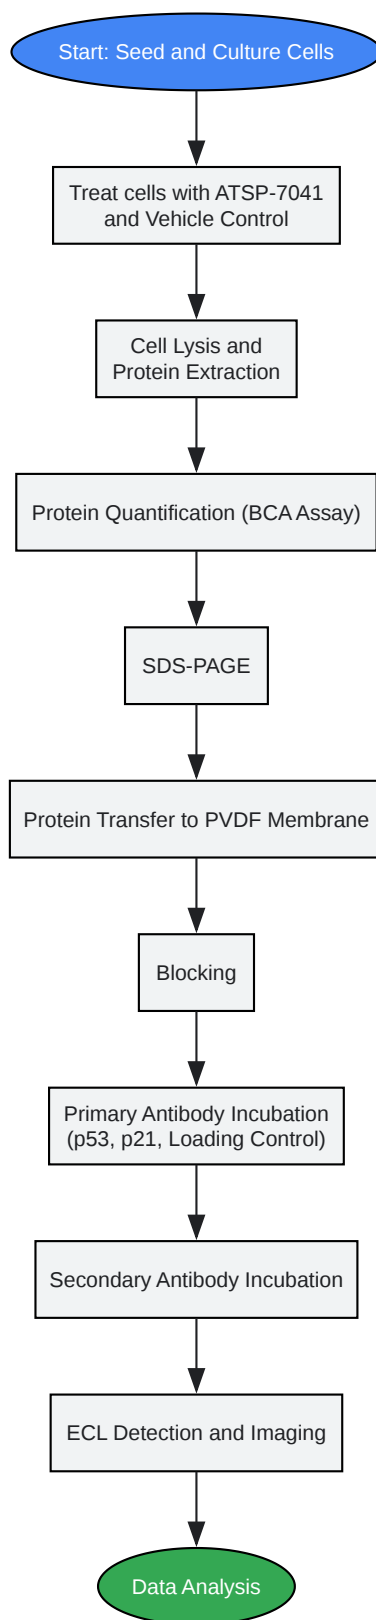 Start: Seed and Culture Cells
Treat cells with ATSP-7041
and Vehicle Control
Cell Lysis and
Protein Extraction
Protein Quantification (BCA Assay)
SDS-PAGE
Protein Transfer to PVDF Membrane
Blocking
Primary Antibody Incubation
(p53, p21, Loading Control)
Secondary Antibody Incubation
ECL Detection and Imaging
Data Analysis